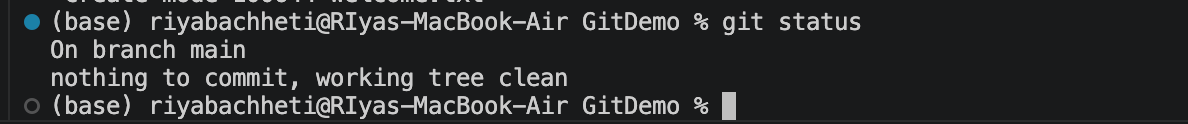 (base) riyabachheti@RIyas-MacBook-Air GitDemo % git status
On branch main
nothing to commit, working tree clean
(base) riyabachheti@RIyas-MacBook-Air GitDemo %